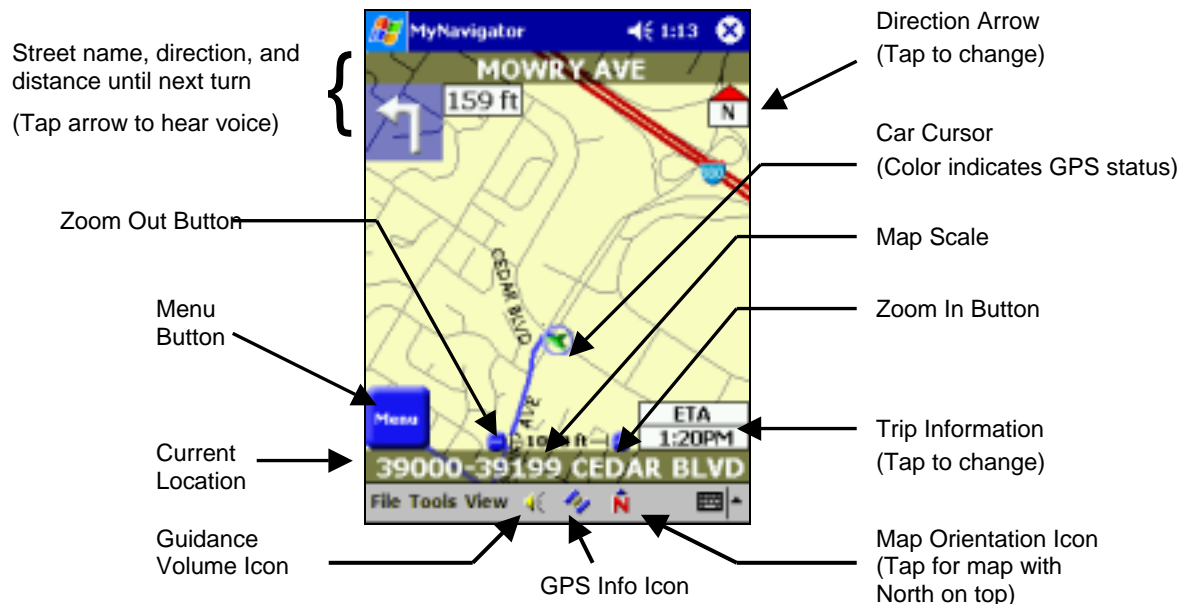 Street name, direction, and
distance until next turn
(Tap arrow to hear voice)
Zoom Out Button
Menu
Button
Current
Location
Guidance
Volume Icon
GPS Info Icon
MyNavigator 1:13
MOWRY AVE
159 ft
N
880
CEDAR BLVD
AVE
Menu
ft
ETA
1:20PM
39000-39199 CEDAR BLVD
File Tools View N
Direction Arrow
(Tap to change)
Car Cursor
(Color indicates GPS status)
Map Scale
Zoom In Button
Trip Information
(Tap to change)
Map Orientation Icon
(Tap for map with
North on top)